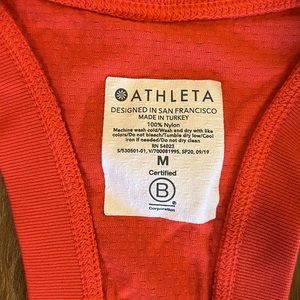 ATHLETA
DESIGNED IN SAN FRANCISCO
MADE IN TURKEY
100% Nylon
Machine wash cold/Wash and dry with like
colors/Do not bleach/Tumble dry low/Cool
iron if needed/Do not dry clean
RN 54023
S/530501-01, V/700081995, SP20, 09/19
M
Certified
B
Corporation